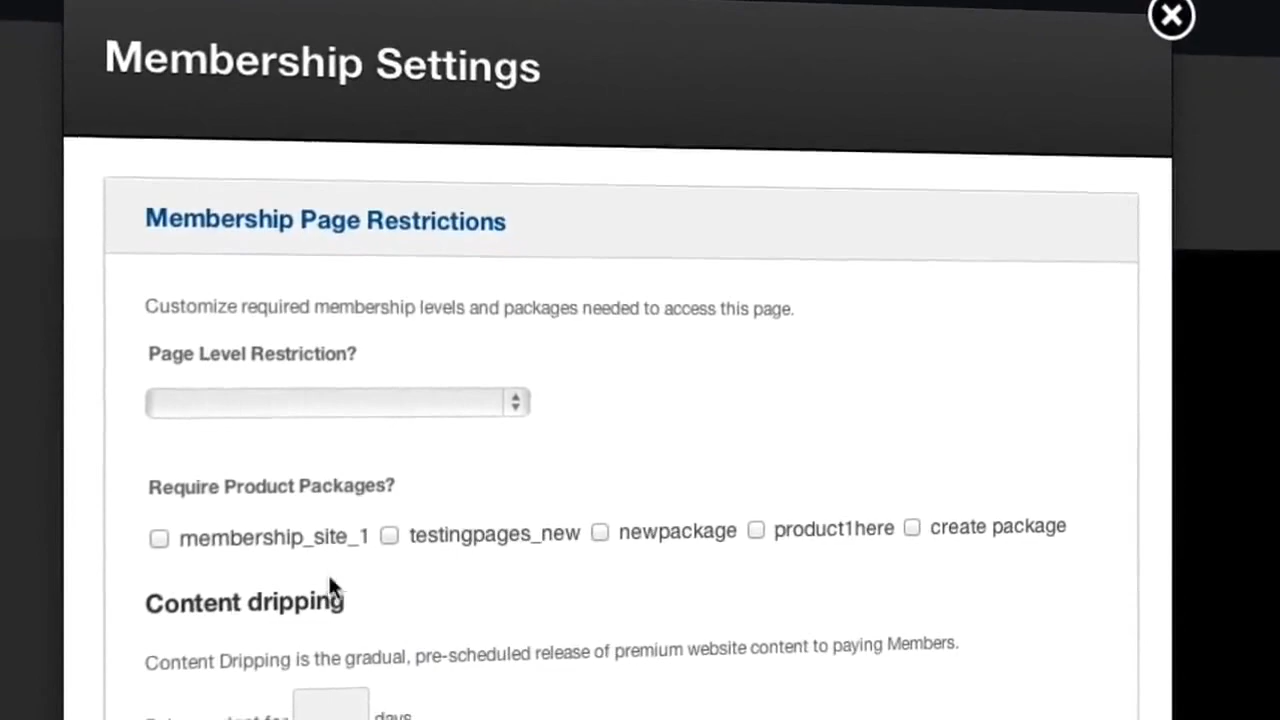 Membership Settings
Membership Page Restrictions
Customize required membership levels and packages needed to access this page.
Page Level Restriction?
Require Product Packages?
membership_site_1 testingpages_new newpackage product1here create package
Content dripping
Content Dripping is the gradual, pre-scheduled release of premium website content to paying Members.
days